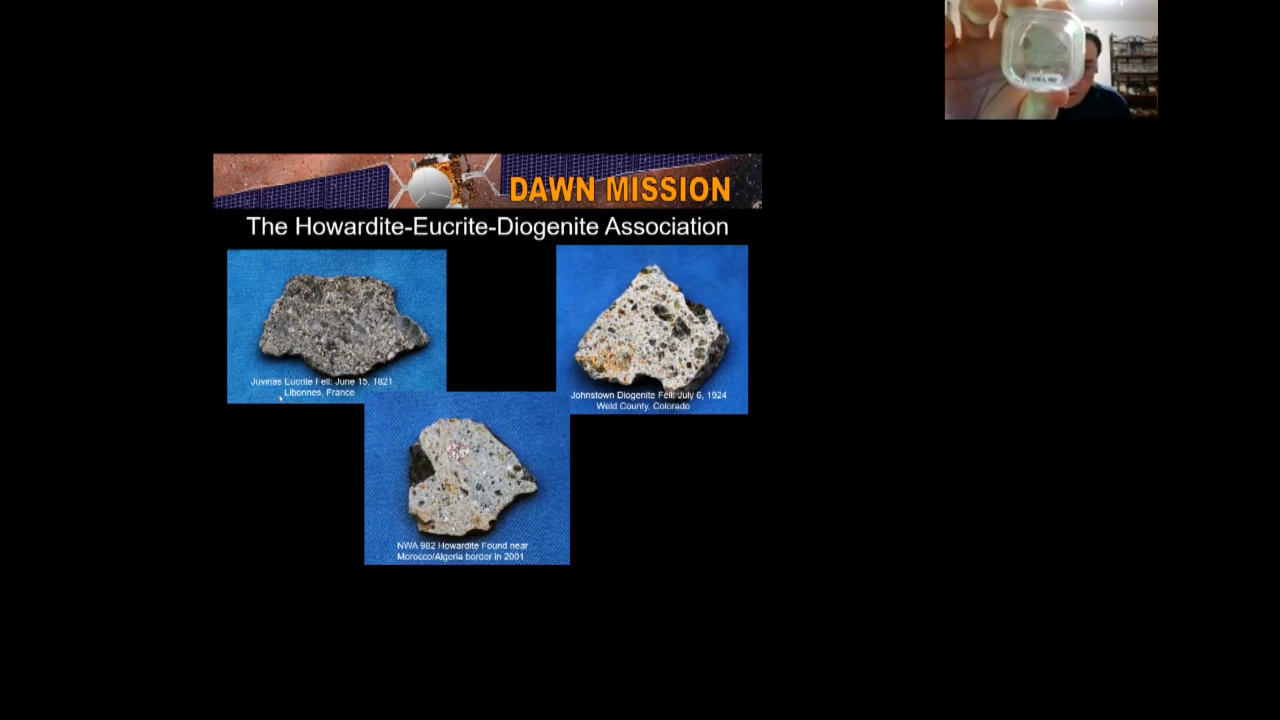 DAWN MISSION
The Howardite-Eucrite-Diogenite Association
Juvinas Eucrite Fell: June 15, 1821
Libonnes, France
Johnstown Diogenite Fell: July 6, 1924
Weld County, Colorado
NWA 982 Howardite Found near
Morocco/Algeria border in 2001